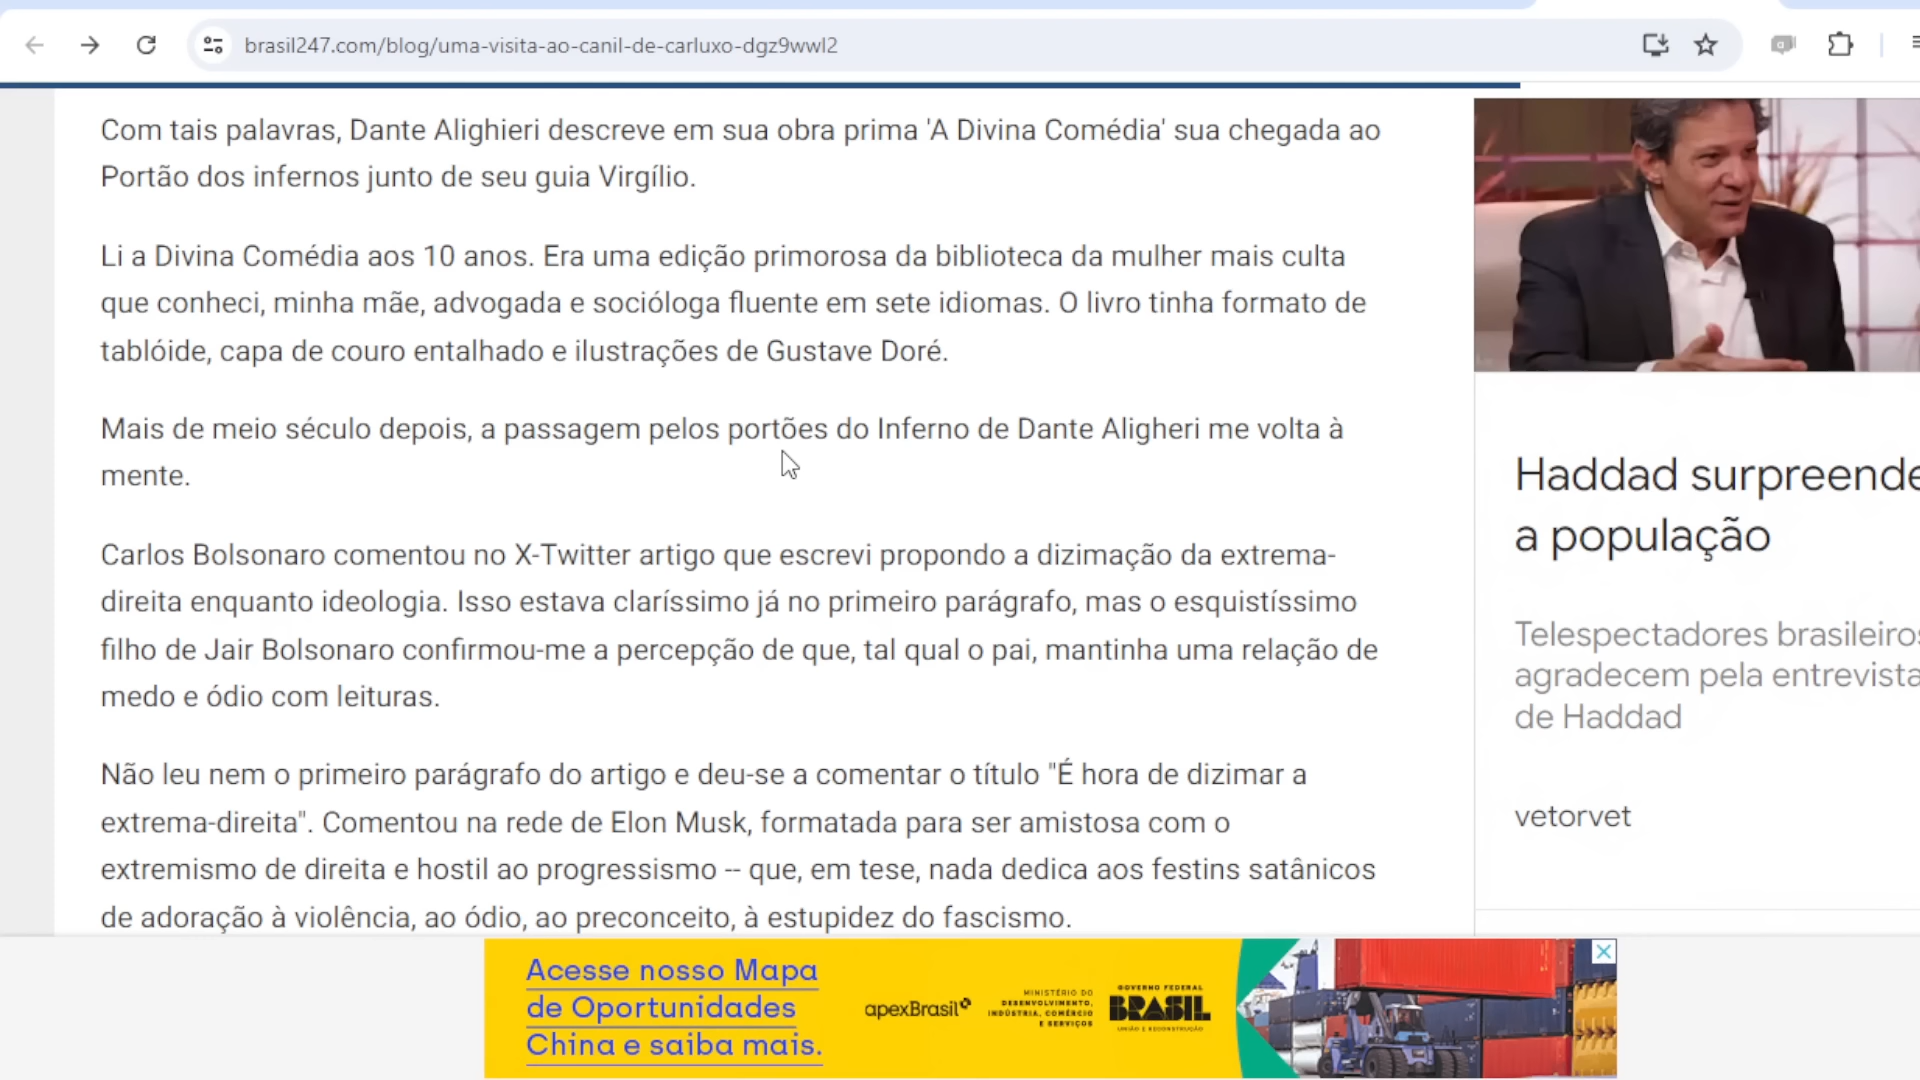 brasil247.com/blog/uma-visita-ao-canil-de-carluxo-dgz9wwl2
Com tais palavras, Dante Alighieri descreve em sua obra prima 'A Divina Comédia' sua chegada ao
Portão dos infernos junto de seu guia Virgílio.
Li a Divina Comédia aos 10 anos. Era uma edição primorosa da biblioteca da mulher mais culta
que conheci, minha mãe, advogada e socióloga fluente em sete idiomas. O livro tinha formato de
tablóide, capa de couro entalhado e ilustrações de Gustave Doré.
Mais de meio século depois, a passagem pelos portões do Inferno de Dante Aligheri me volta à
mente.
Carlos Bolsonaro comentou no X-Twitter artigo que escrevi propondo a dizimação da extrema-
direita enquanto ideologia. Isso estava claríssimo já no primeiro parágrafo, mas o esquistíssimo
filho de Jair Bolsonaro confirmou-me a percepção de que, tal qual o pai, mantinha uma relação de
medo e ódio com leituras.
Não leu nem o primeiro parágrafo do artigo e deu-se a comentar o título "É hora de dizimar a
extrema-direita". Comentou na rede de Elon Musk, formatada para ser amistosa com o
extremismo de direita e hostil ao progressismo -- que, em tese, nada dedica aos festins satânicos
de adoração à violência, ao ódio, ao preconceito, à estupidez do fascismo.
Haddad surpreende
a população
Telespectadores brasileiros
agradecem pela entrevista
de Haddad
vetorvet
Acesse nosso Mapa
de Oportunidades
China e saiba mais.
apexBrasil
MINISTÉRIO DO
DESENVOLVIMENTO,
INDÚSTRIA, COMÉRCIO
E SERVIÇOS
GOVERNO FEDERAL
BRASIL
UNIÃO E RECONSTRUÇÃO